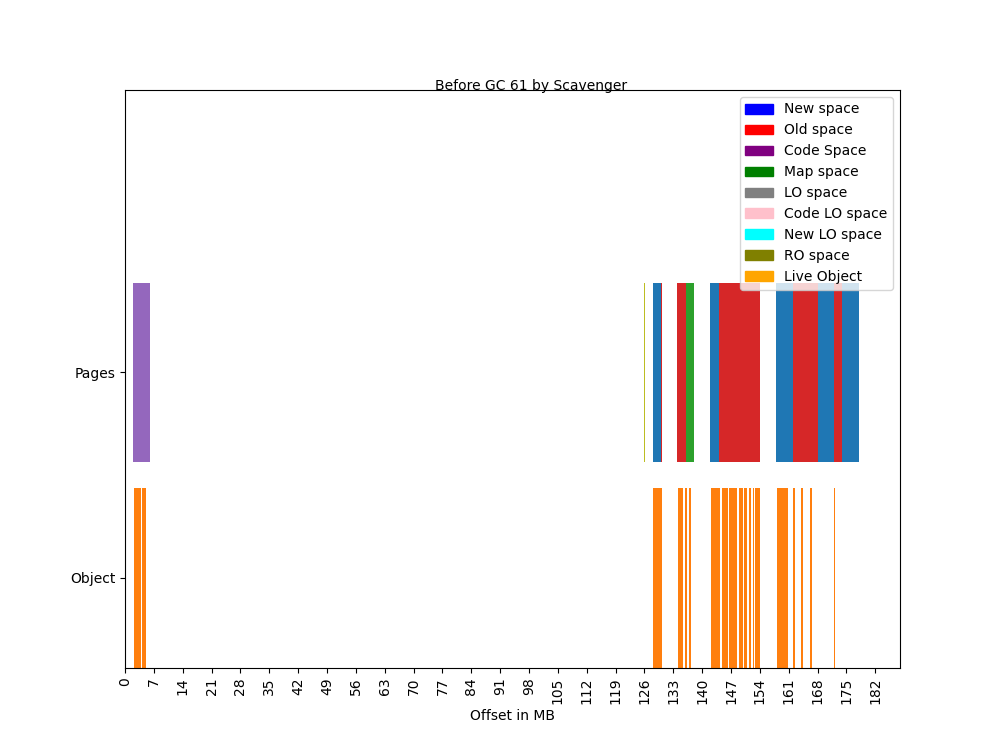 Before GC 61 by Scavenger
New space
Old space
Code Space
Map space
LO space
Code LO space
New LO space
RO space
Live Object
Pages
Object
0 7 14 21 28 35 42 49 56 63 70 77 84 91 98 105 112 119 126 133 140 147 154 161 168 175 182
Offset in MB